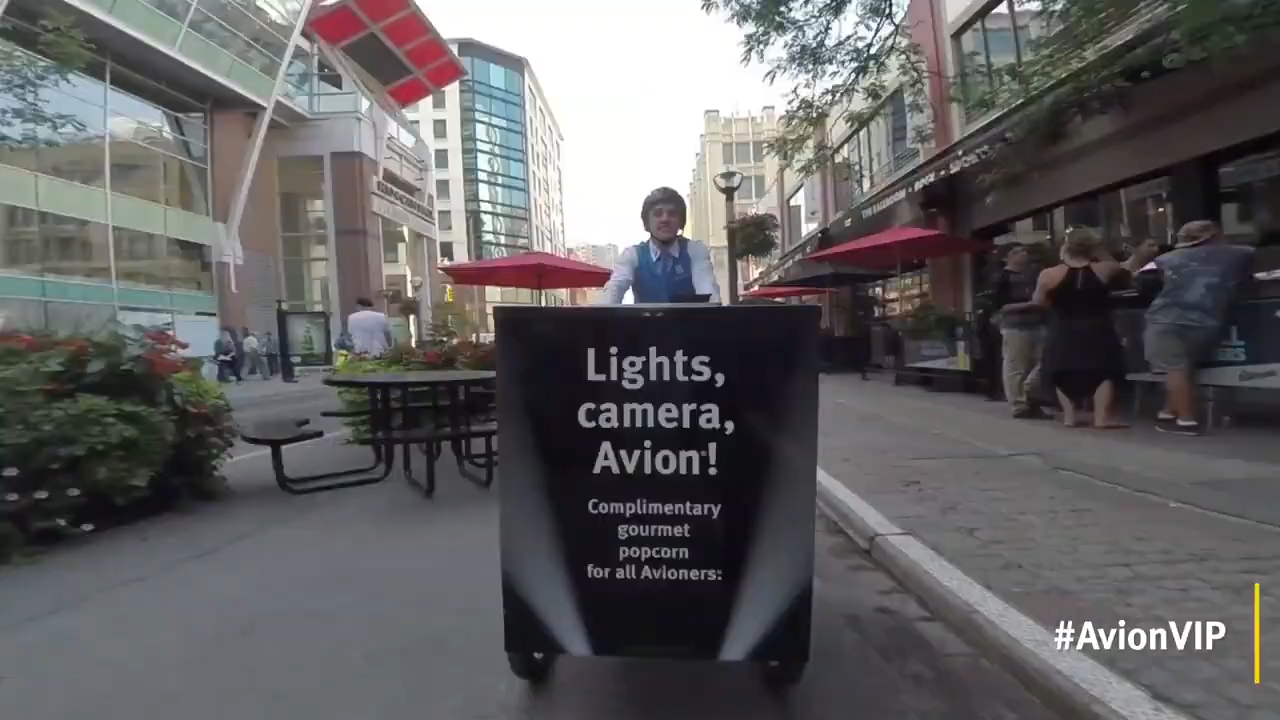 Lights,
camera,
Avion!
Complimentary
gourmet
popcorn
for all Avioners:
#AvionVIP